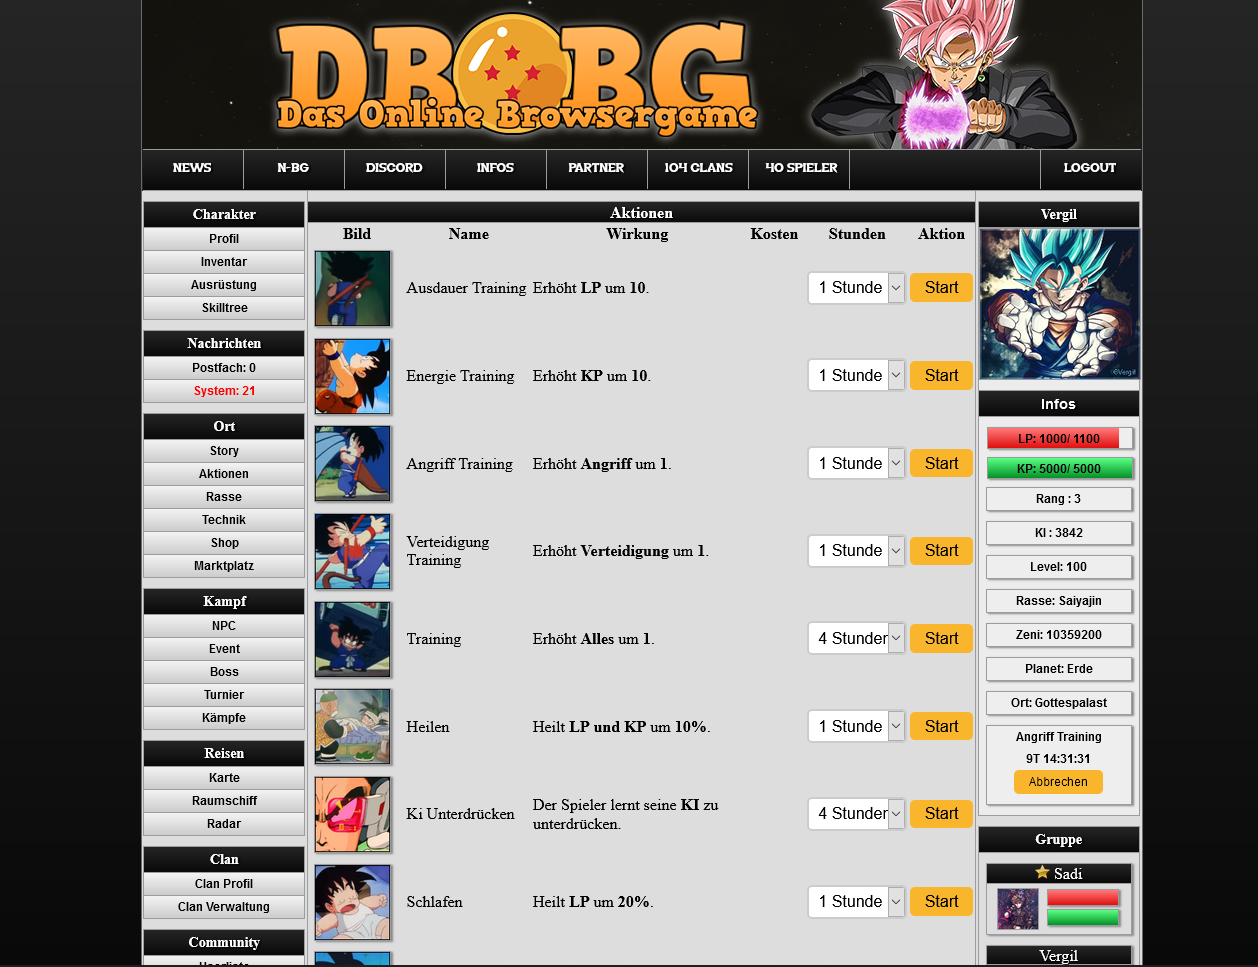 DBBG
Das Online Browsergame
NEWS
N-BG
DISCORD
INFOS
PARTNER
104 CLANS
40 SPIELER
LOGOUT
Charakter
Profil
Inventar
Ausrüstung
Skilltree
Nachrichten
Postfach: 0
System: 21
Ort
Story
Aktionen
Rasse
Technik
Shop
Marktplatz
Kampf
NPC
Event
Boss
Turnier
Kämpfe
Reisen
Karte
Raumschiff
Radar
Clan
Clan Profil
Clan Verwaltung
Community
Aktionen
Bild Name Wirkung Kosten Stunden Aktion
Ausdauer Training Erhöht LP um 10. 1 Stunde Start
Energie Training Erhöht KP um 10. 1 Stunde Start
Angriff Training Erhöht Angriff um 1. 1 Stunde Start
Verteidigung
Training Erhöht Verteidigung um 1. 1 Stunde Start
Training Erhöht Alles um 1. 4 Stunden Start
Heilen Heilt LP und KP um 10%. 1 Stunde Start
Ki Unterdrücken Der Spieler lernt seine KI zu
unterdrücken. 4 Stunden Start
Schlafen Heilt LP um 20%. 1 Stunde Start
Vergil
©Vergil
Infos
LP: 1000/ 1100
KP: 5000/ 5000
Rang : 3
KI : 3842
Level: 100
Rasse: Saiyajin
Zeni: 10359200
Planet: Erde
Ort: Gottespalast
Angriff Training
9T 14:31:31
Abbrechen
Gruppe
Sadi
Vergil